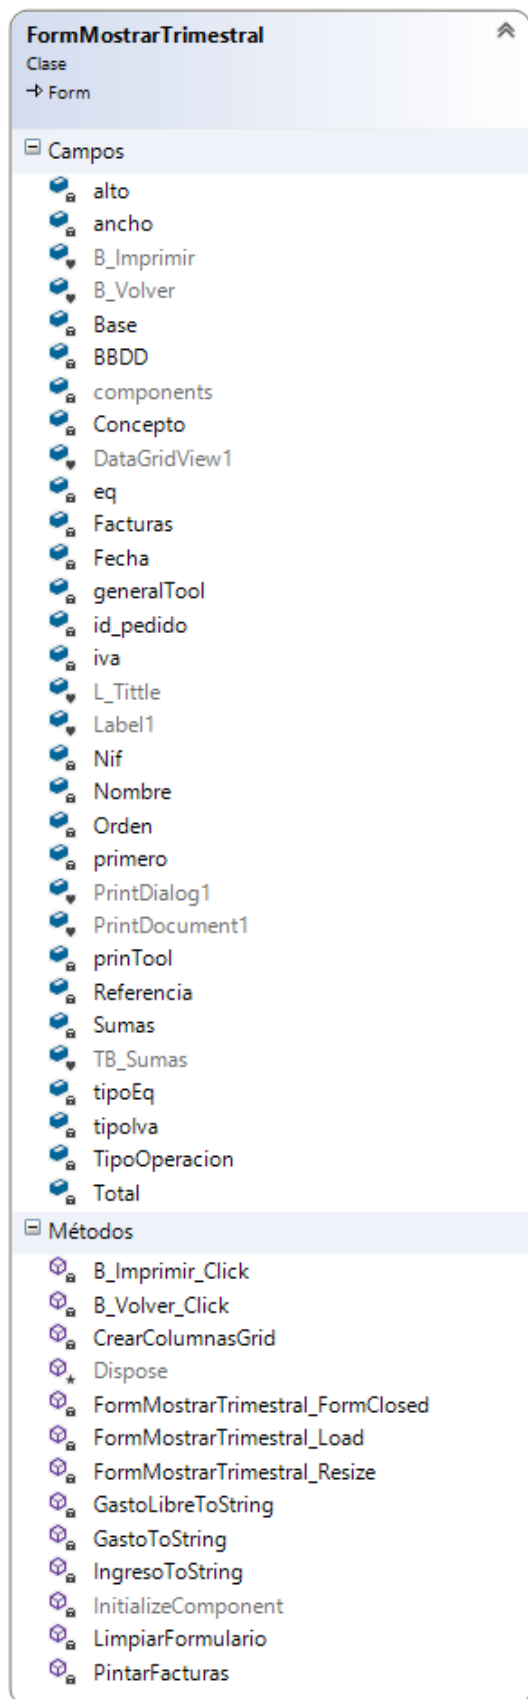 FormMostrarTrimestral
Clase
Form
Campos
alto
ancho
B_Imprimir
B_Volver
Base
BBDD
components
Concepto
DataGridView1
eq
Facturas
Fecha
generalTool
id_pedido
iva
L_Tittle
Label1
Nif
Nombre
Orden
primero
PrintDialog1
PrintDocument1
prinTool
Referencia
Sumas
TB_Sumas
tipoEq
tipoIva
TipoOperacion
Total
Métodos
B_Imprimir_Click
B_Volver_Click
CrearColumnasGrid
Dispose
FormMostrarTrimestral_FormClosed
FormMostrarTrimestral_Load
FormMostrarTrimestral_Resize
GastoLibreToString
GastoToString
IngresoToString
InitializeComponent
LimpiarFormulario
PintarFacturas